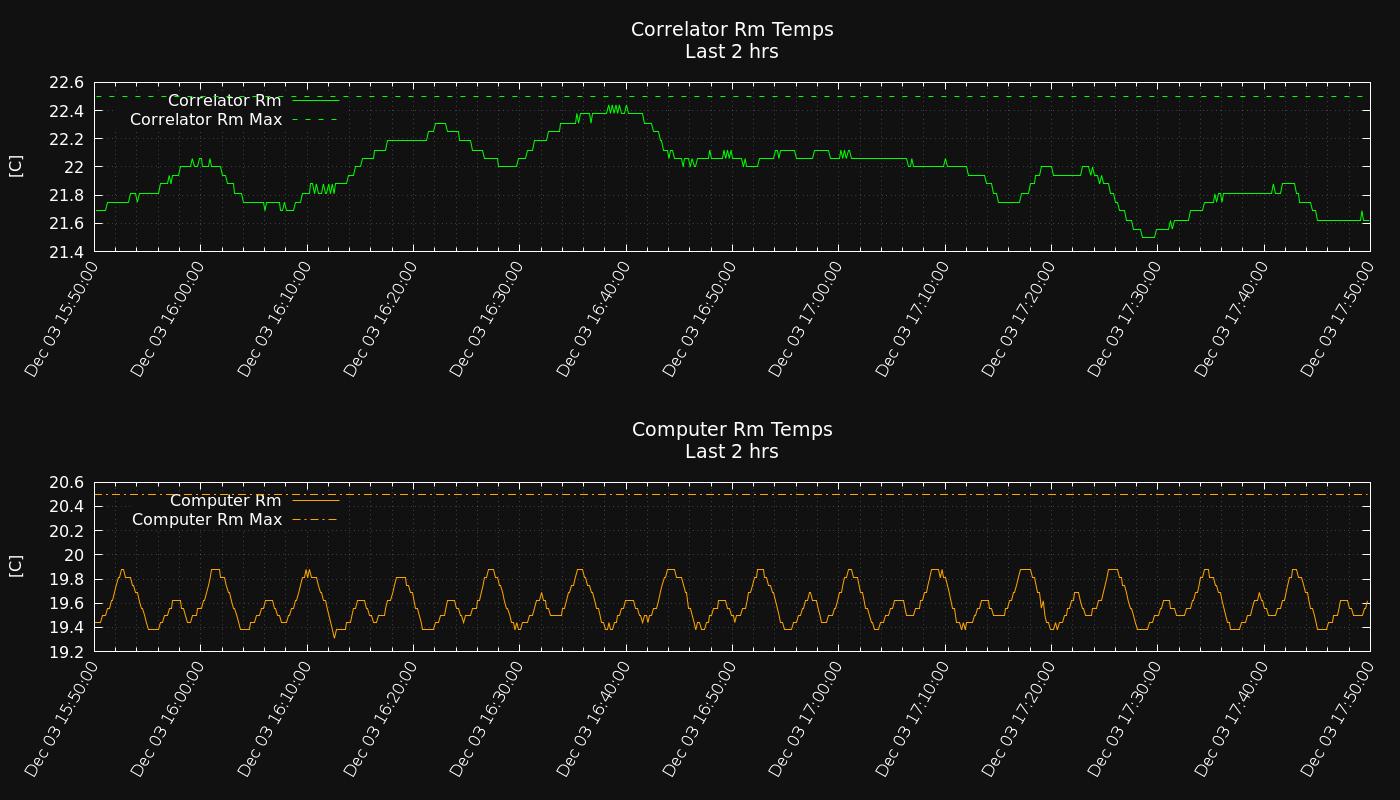 Correlator Rm Temps
Last 2 hrs
22.6
22.4
22.2
22
21.8
21.6
21.4
[C]
Correlator Rm
Correlator Rm Max
Dec 03 15:50:00
Dec 03 16:00:00
Dec 03 16:10:00
Dec 03 16:20:00
Dec 03 16:30:00
Dec 03 16:40:00
Dec 03 16:50:00
Dec 03 17:00:00
Dec 03 17:10:00
Dec 03 17:20:00
Dec 03 17:30:00
Dec 03 17:40:00
Dec 03 17:50:00
Computer Rm Temps
Last 2 hrs
20.6
20.4
20.2
20
19.8
19.6
19.4
19.2
[C]
Computer Rm
Computer Rm Max
Dec 03 15:50:00
Dec 03 16:00:00
Dec 03 16:10:00
Dec 03 16:20:00
Dec 03 16:30:00
Dec 03 16:40:00
Dec 03 16:50:00
Dec 03 17:00:00
Dec 03 17:10:00
Dec 03 17:20:00
Dec 03 17:30:00
Dec 03 17:40:00
Dec 03 17:50:00